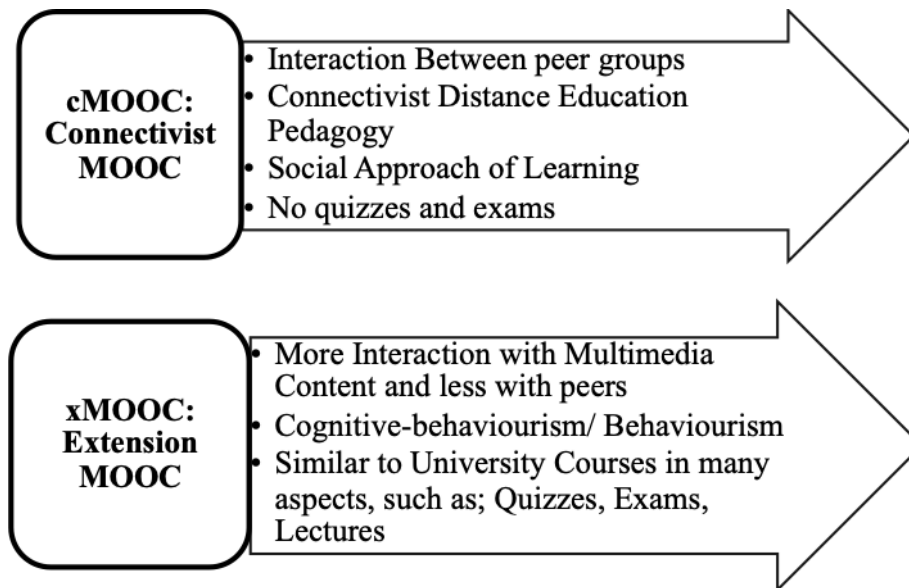 cMOOC:
Connectivist
MOOC
• Interaction Between peer groups
• Connectivist Distance Education
Pedagogy
• Social Approach of Learning
• No quizzes and exams
xMOOC:
Extension
MOOC
• More Interaction with Multimedia
Content and less with peers
• Cognitive-behaviourism/ Behaviourism
• Similar to University Courses in many
aspects, such as; Quizzes, Exams,
Lectures